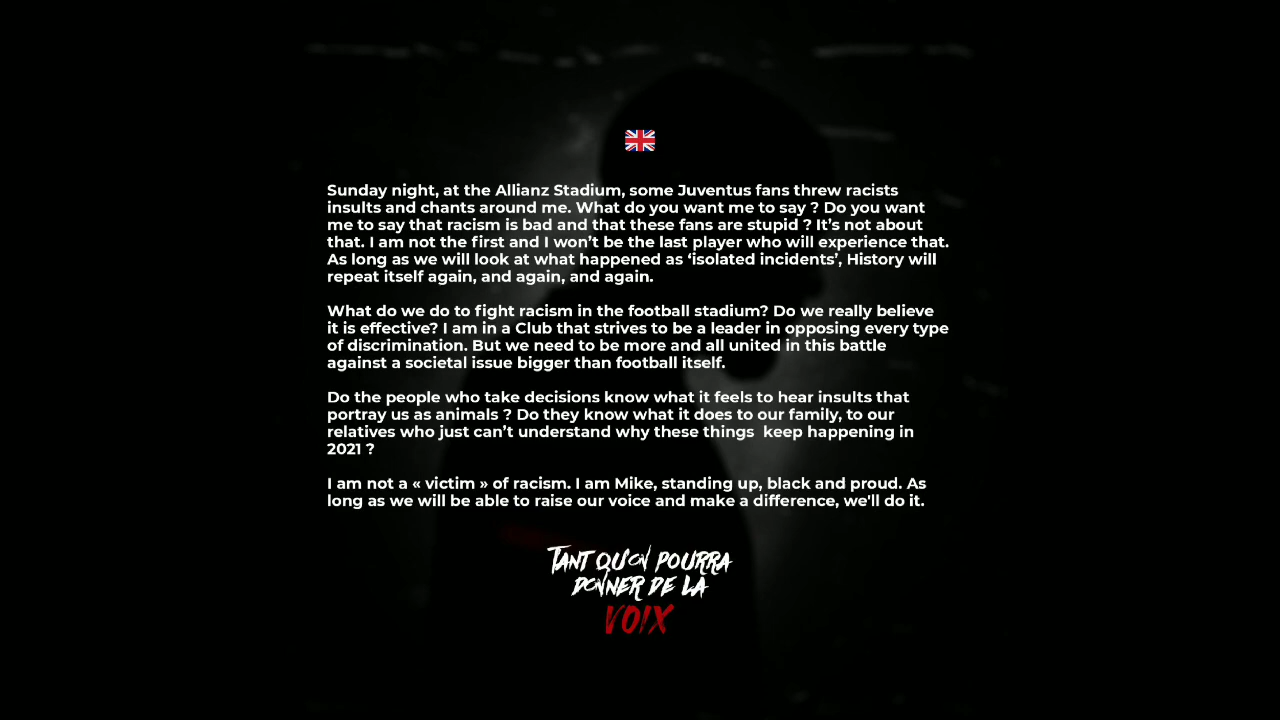 Sunday night, at the Allianz Stadium, some Juventus fans threw racists
insults and chants around me. What do you want me to say ? Do you want
me to say that racism is bad and that these fans are stupid ? It’s not about
that. I am not the first and I won’t be the last player who will experience that.
As long as we will look at what happened as ‘isolated incidents’, History will
repeat itself again, and again, and again.
What do we do to fight racism in the football stadium? Do we really believe
it is effective? I am in a Club that strives to be a leader in opposing every type
of discrimination. But we need to be more and all united in this battle
against a societal issue bigger than football itself.
Do the people who take decisions know what it feels to hear insults that
portray us as animals ? Do they know what it does to our family, to our
relatives who just can’t understand why these things  keep happening in
2021 ?
I am not a « victim » of racism. I am Mike, standing up, black and proud. As
long as we will be able to raise our voice and make a difference, we'll do it.
TANT QU'ON POURRA
DONNER DE LA
VOIX